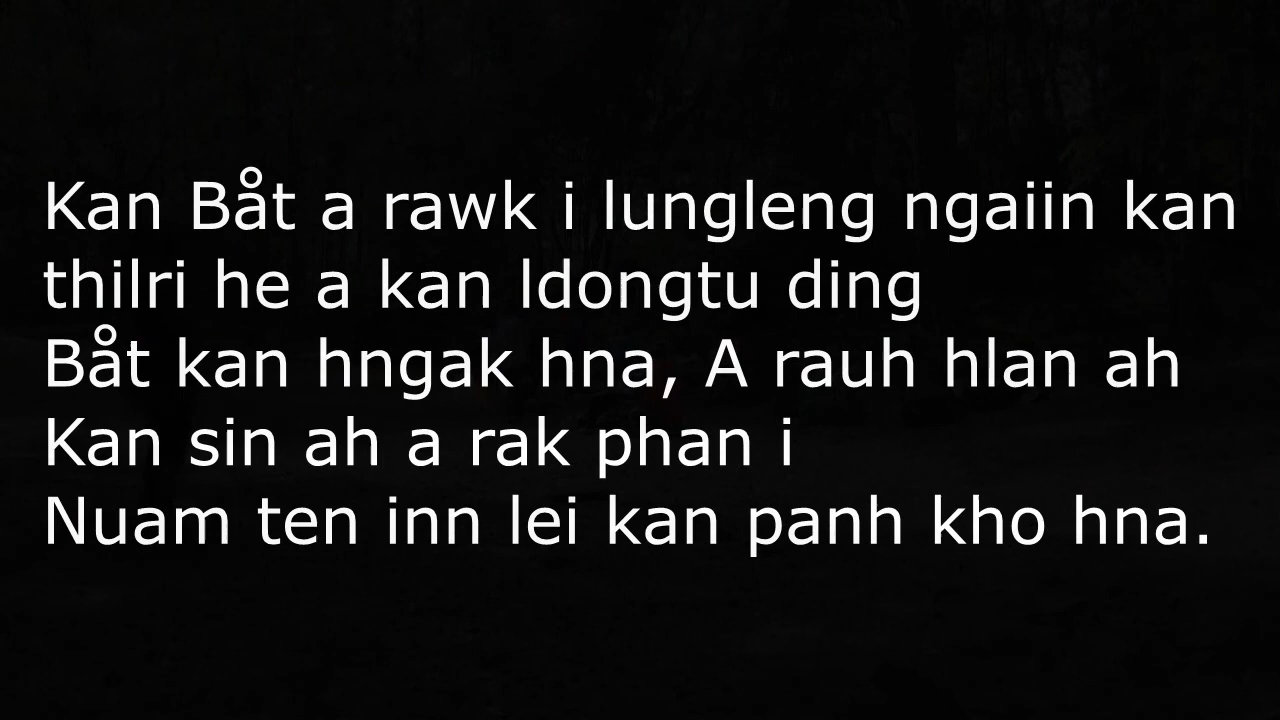 Kan Båt a rawk i lungleng ngaiin kan
thilri he a kan ldongtu ding
Båt kan hngak hna, A rauh hlan ah
Kan sin ah a rak phan i
Nuam ten inn lei kan panh kho hna.